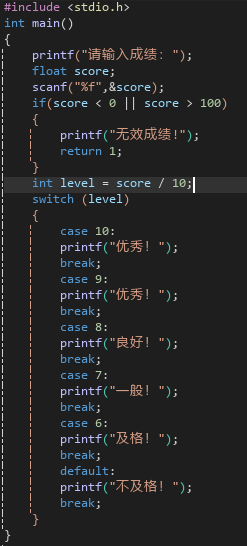 #include <stdio.h>
int main()
{
    printf("请输入成绩: ");
    float score;
    scanf("%f",&score);
    if(score < 0 || score > 100)
    {
        printf("无效成绩!");
        return 1;
    }
    int level = score / 10;
    switch (level)
    {
        case 10:
        printf("优秀! ");
        break;
        case 9:
        printf("优秀! ");
        break;
        case 8:
        printf("良好! ");
        break;
        case 7:
        printf("一般! ");
        break;
        case 6:
        printf("及格! ");
        break;
        default:
        printf("不及格! ");
        break;
    }
}